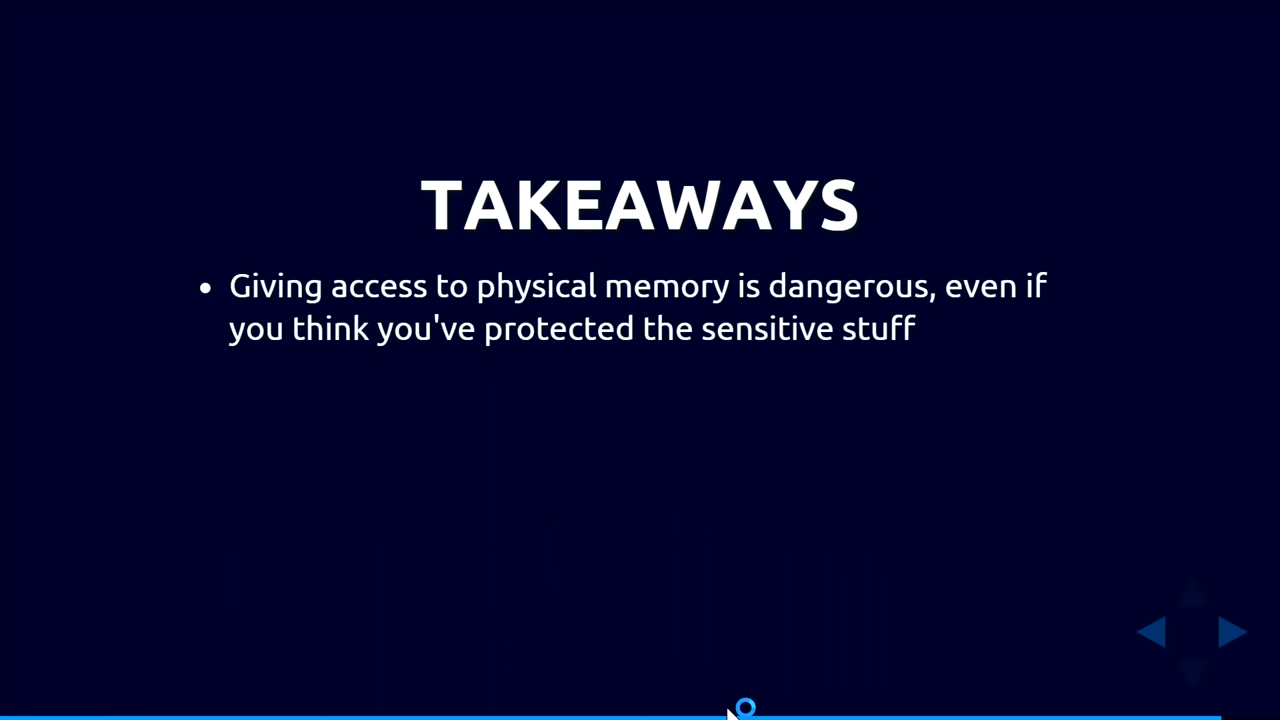 TAKEAWAYS
• Giving access to physical memory is dangerous, even if
you think you've protected the sensitive stuff